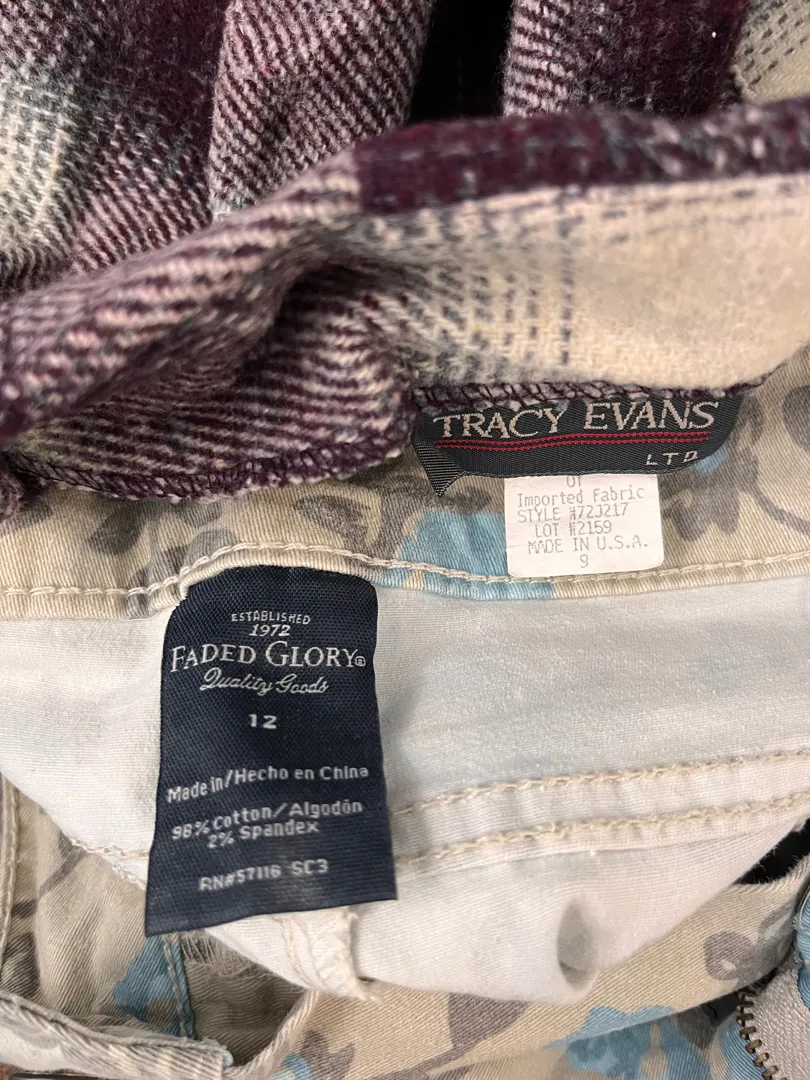 TRACY EVANS
LTD
Of
Imported Fabric
STYLE #72J217
LOT #2159
MADE IN U.S.A.
9
ESTABLISHED
1972
FADED GLORY®
Quality Goods
12
Made in/Hecho en China
98% Cotton/Algodón
2% Spandex
RN#57116 SC3